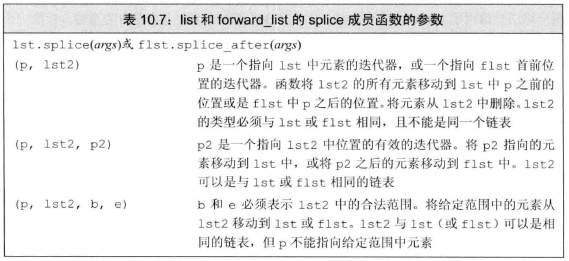 表 10.7：list 和 forward_list 的 splice 成员函数的参数
lst.splice(args)或 flst.splice_after(args)
(p, lst2) p 是一个指向 lst 中元素的迭代器，或一个指向 flst 首前位
置的迭代器。函数将 lst2 的所有元素移动到 lst 中 p 之前的
位置或是 flst 中 p 之后的位置。将元素从 lst2 中删除。lst2
的类型必须与 lst 或 flst 相同，且不能是同一个链表
(p, lst2, p2) p2 是一个指向 lst2 中位置的有效的迭代器。将 p2 指向的元
素移动到 lst 中，或将 p2 之后的元素移动到 flst 中。lst2
可以是与 lst 或 flst 相同的链表
(p, lst2, b, e) b 和 e 必须表示 lst2 中的合法范围。将给定范围中的元素从
lst2 移动到 lst 或 flst。lst2 与 lst（或 flst）可以是相
同的链表，但 p 不能指向给定范围中元素